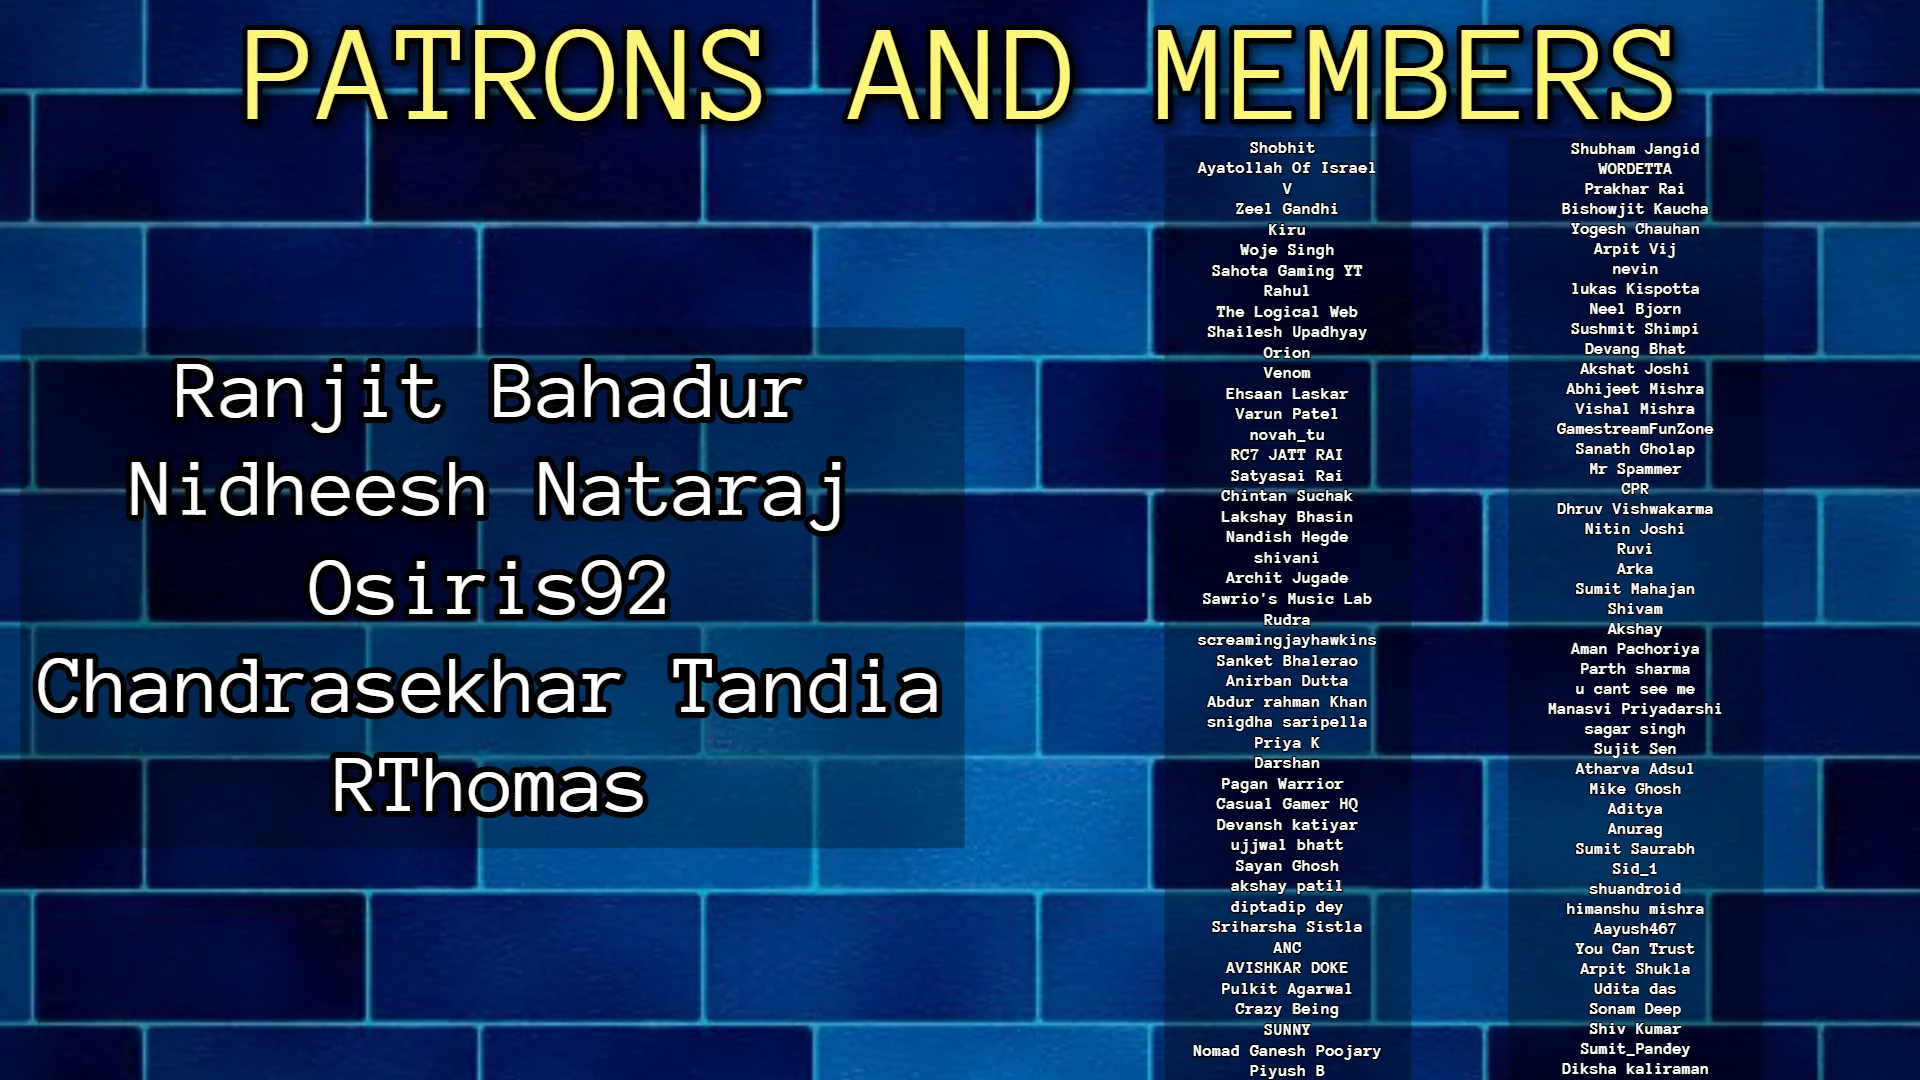 PATRONS AND MEMBERS
Ranjit Bahadur
Nidheesh Nataraj
Osiris92
Chandrasekhar Tandia
RThomas
Shobhit
Ayatollah Of Israel
V
Zeel Gandhi
Kiru
Woje Singh
Sahota Gaming YT
Rahul
The Logical Web
Shailesh Upadhyay
Orion
Venom
Ehsaan Laskar
Varun Patel
novah_tu
RC7 JATT RAI
Satyasai Rai
Chintan Suchak
Lakshay Bhasin
Nandish Hegde
shivani
Archit Jugade
Sawrio's Music Lab
Rudra
screamingjayhawkins
Sanket Bhalerao
Anirban Dutta
Abdur rahman Khan
snigdha saripella
Priya K
Darshan
Pagan Warrior
Casual Gamer HQ
Devansh katiyar
ujjwal bhatt
Sayan Ghosh
akshay patil
diptadip dey
Sriharsha Sistla
ANC
AVISHKAR DOKE
Pulkit Agarwal
Crazy Being
SUNNY
Nomad Ganesh Poojary
Piyush B
Shubham Jangid
WORDETTA
Prakhar Rai
Bishowjit Kaucha
Yogesh Chauhan
Arpit Vij
nevin
lukas Kispotta
Neel Bjorn
Sushmit Shimpi
Devang Bhat
Akshat Joshi
Abhijeet Mishra
Vishal Mishra
GamestreamFunZone
Sanath Gholap
Mr Spammer
CPR
Dhruv Vishwakarma
Nitin Joshi
Ruvi
Arka
Sumit Mahajan
Shivam
Akshay
Aman Pachoriya
Parth sharma
u cant see me
Manasvi Priyadarshi
sagar singh
Sujit Sen
Atharva Adsul
Mike Ghosh
Aditya
Anurag
Sumit Saurabh
Sid_1
shuandroid
himanshu mishra
Aayush467
You Can Trust
Arpit Shukla
Udita das
Sonam Deep
Shiv Kumar
Sumit_Pandey
Diksha kaliraman